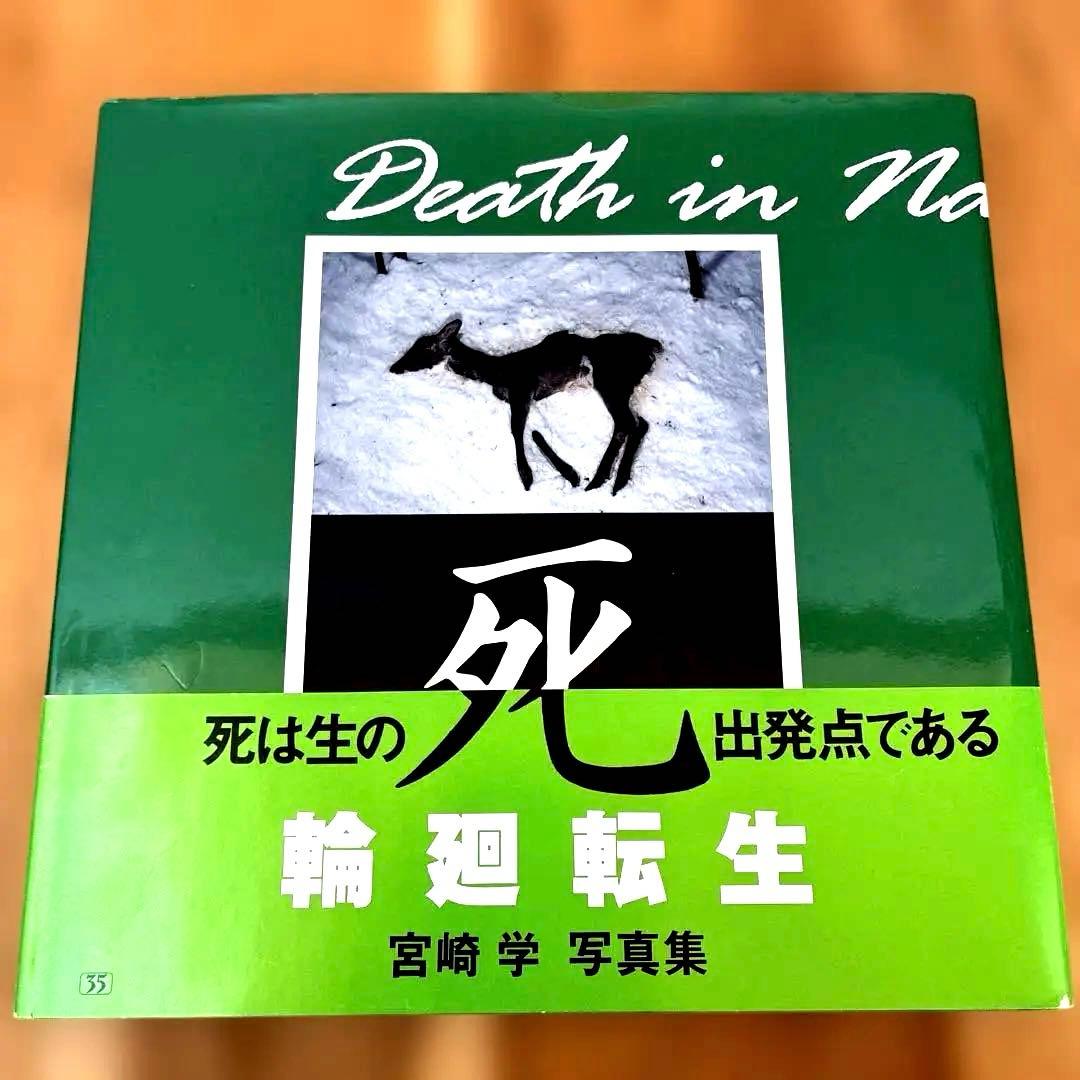 Death in Na
死
死は生の 出発点である
輪廻転生
宮崎 学 写真集
35